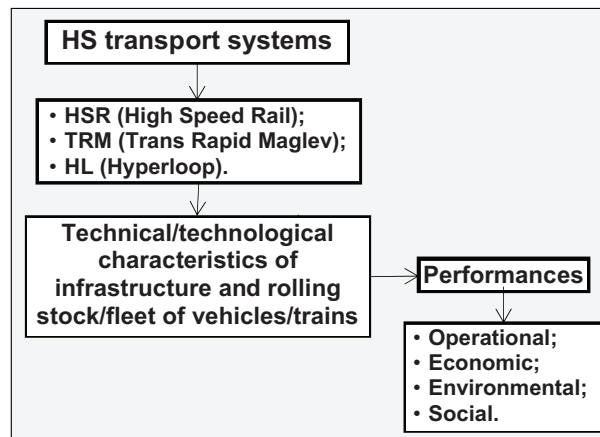 HS transport systems
• HSR (High Speed Rail);
• TRM (Trans Rapid Maglev);
• HL (Hyperloop).
Technical/technological
characteristics of
infrastructure and rolling
stock/fleet of vehicles/trains
Performances
• Operational;
• Economic;
• Environmental;
• Social.